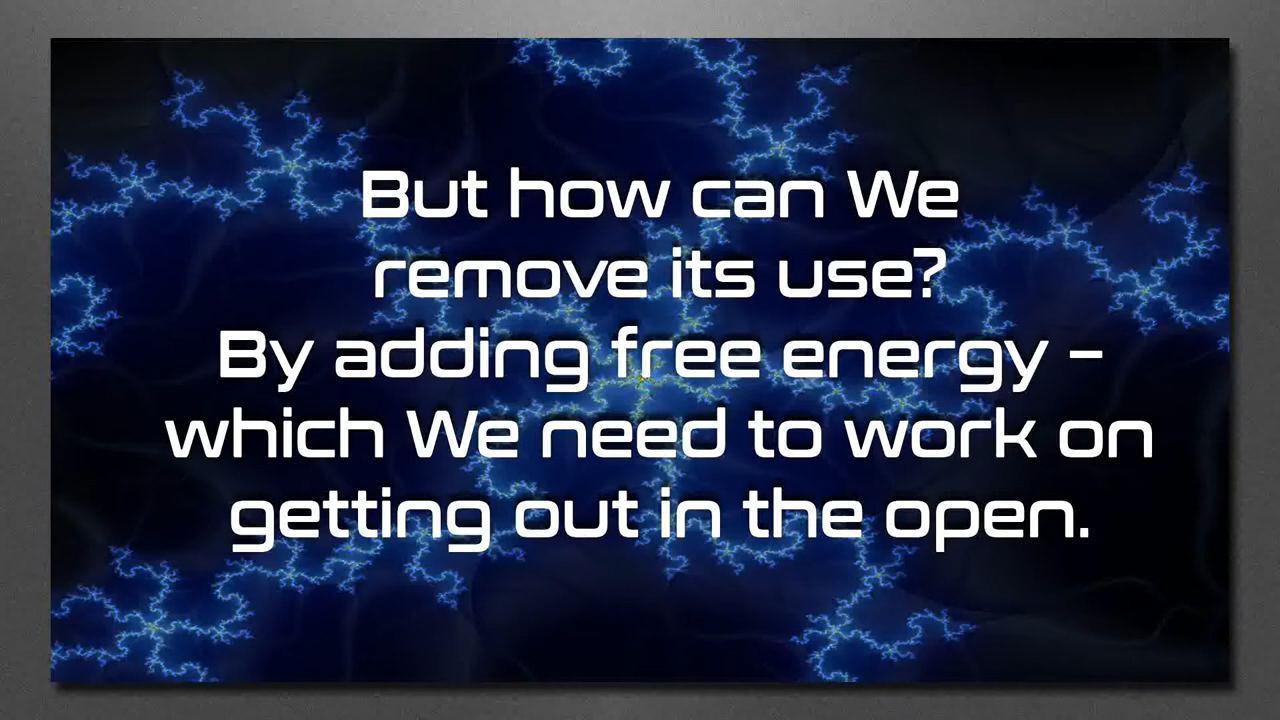 But how can We
remove its use?
By adding free energy –
which We need to work on
getting out in the open.